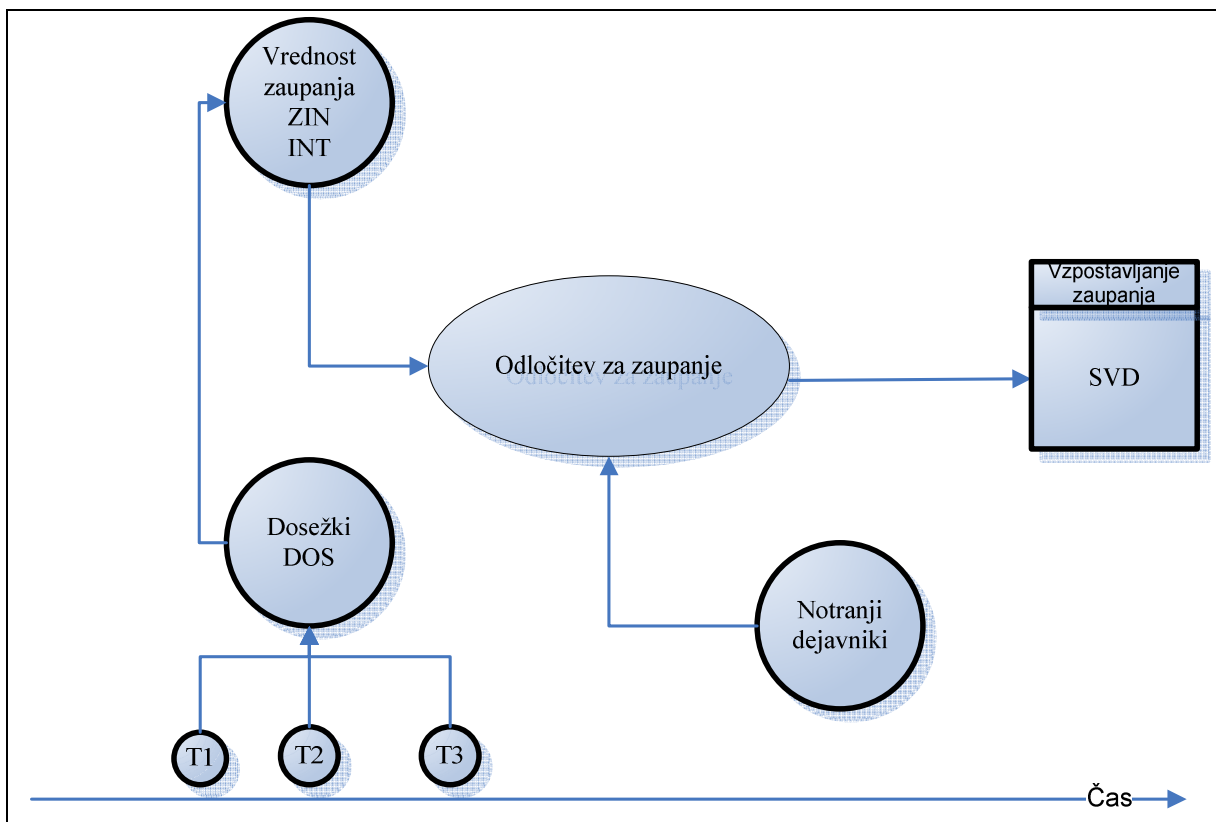 Vrednost
zaupanja
ZIN
INT
Vzpostavljanje
zaupanja
Odločitev za zaupanje
SVD
Dosežki
DOS
Notranji
dejavniki
T1
T2
T3
Čas